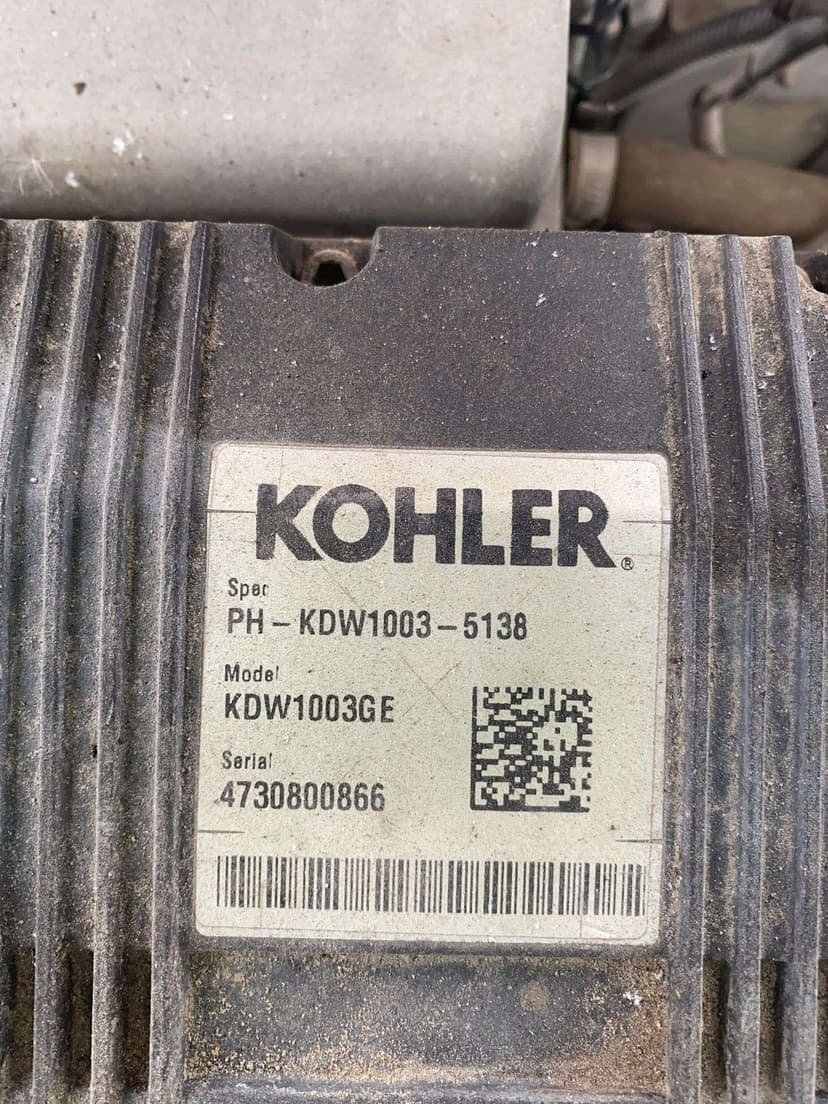 KOHLER®
Spec
PH-KDW1003-5138
Model
KDW1003GE
Serial
4730800866